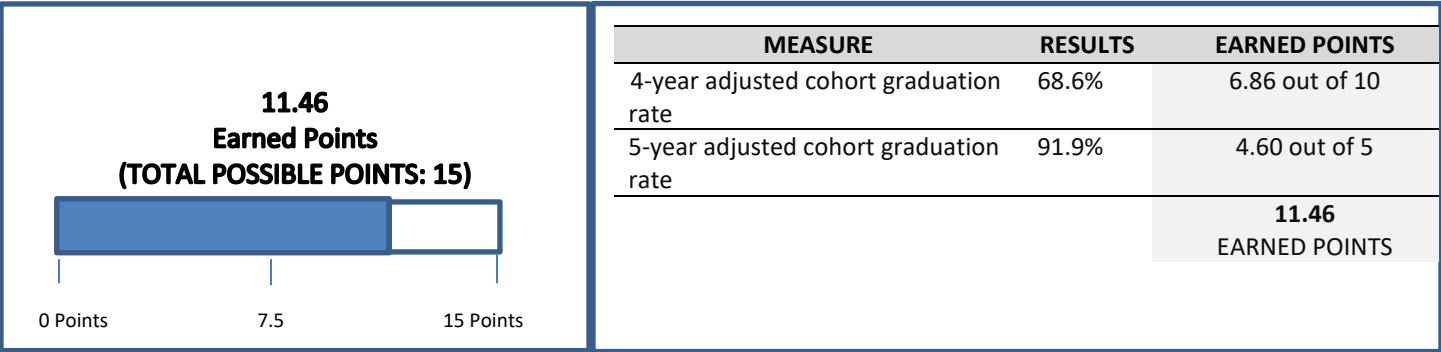 11.46
Earned Points
(TOTAL POSSIBLE POINTS: 15)
0 Points 7.5 15 Points
MEASURE RESULTS EARNED POINTS
4-year adjusted cohort graduation 68.6% 6.86 out of 10
rate
5-year adjusted cohort graduation 91.9% 4.60 out of 5
rate
11.46
EARNED POINTS